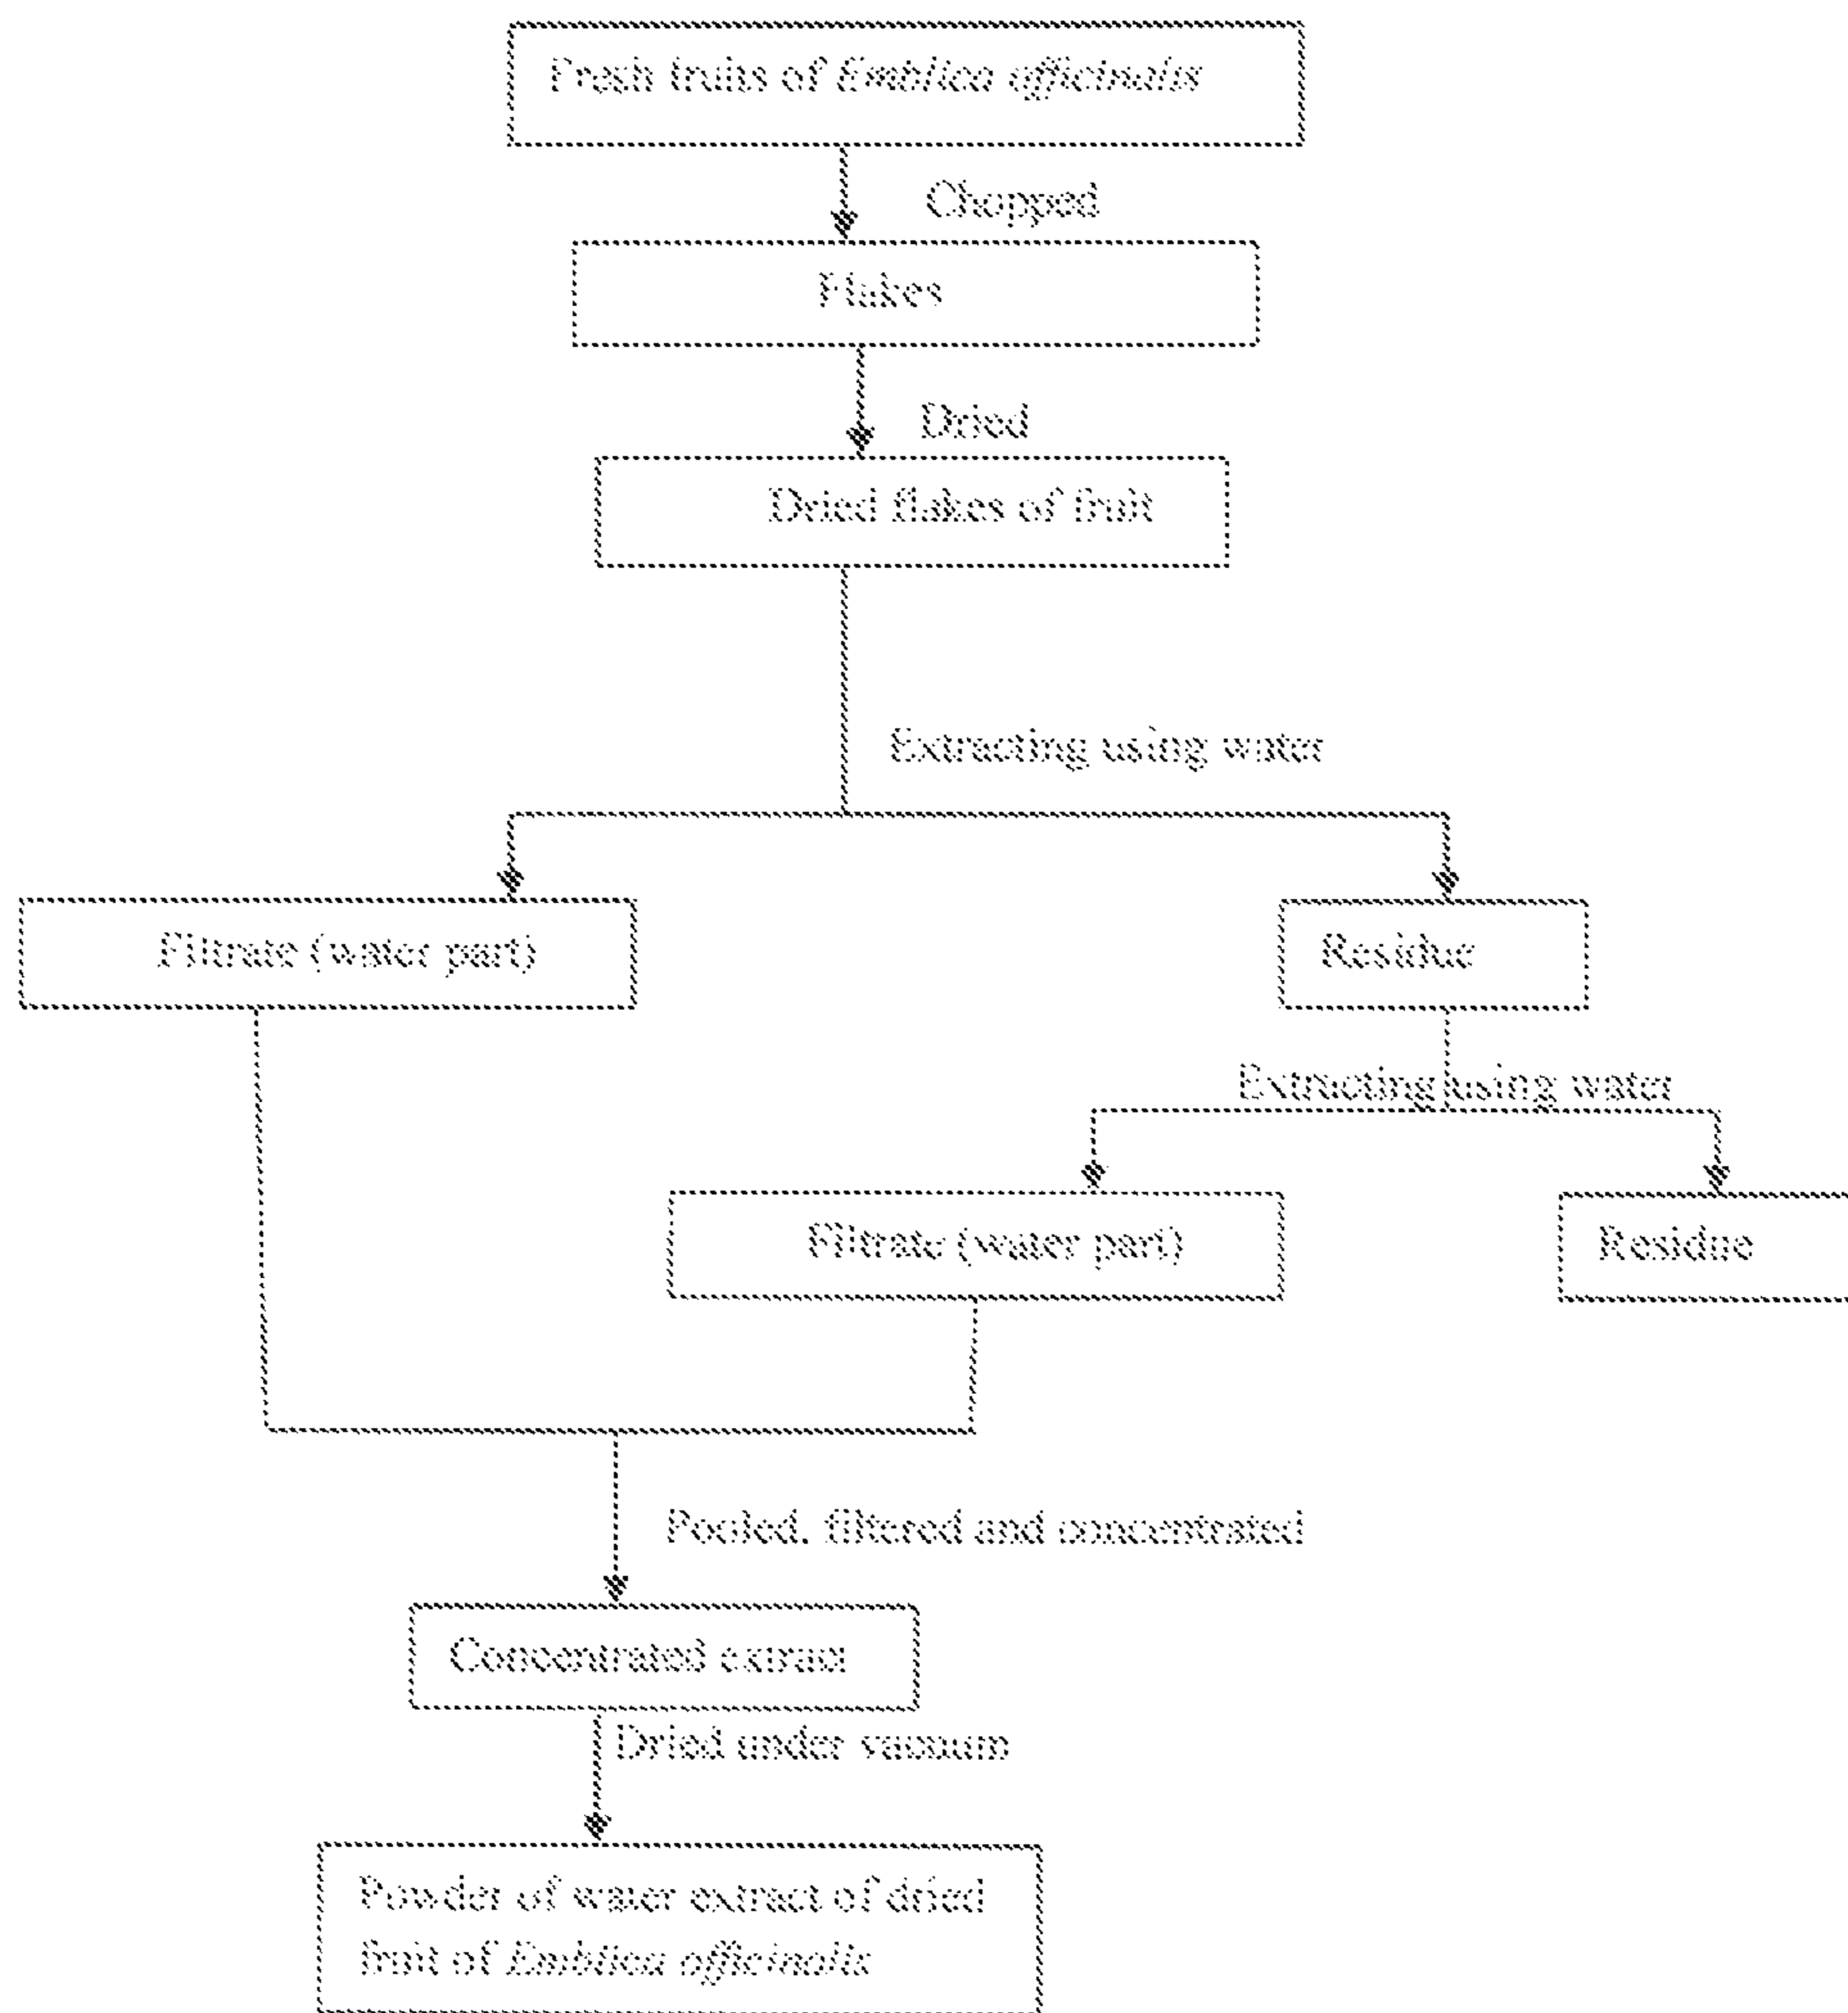 Fresh fruits of Emblica officinalis
Chopped
Flakes
Dried
Dried flakes of fruit
Extracting using water
Filtrate (water part)
Residue
Extracting using water
Filtrate (water part)
Residue
Pooled, filtered and concentrated
Concentrated extract
Dried under vacuum
Powder of water extract of dried
fruit of Emblica officinalis